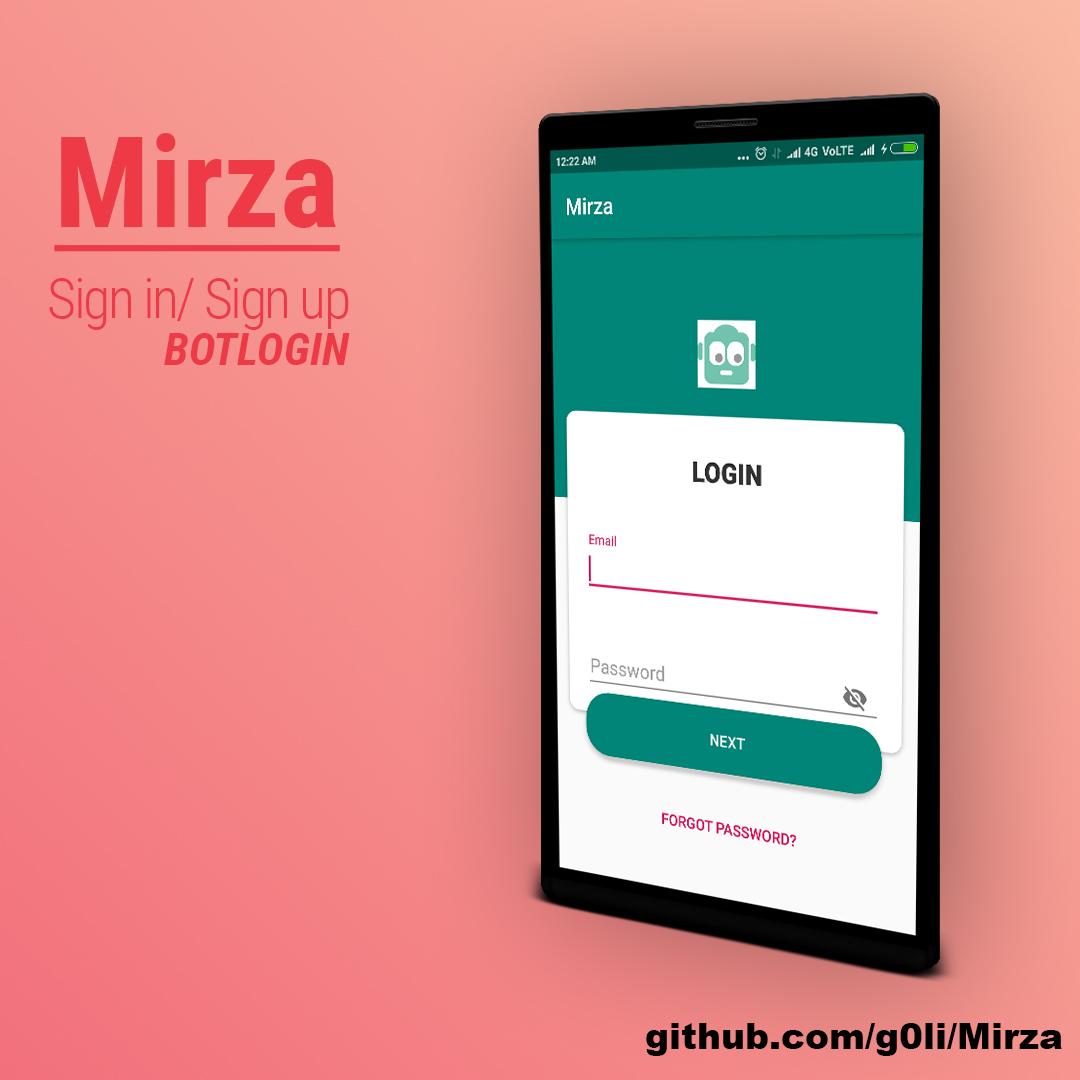 Mirza
Sign in/ Sign up
BOTLOGIN
12:22 AM
4G VoLTE
Mirza
LOGIN
Email
Password
NEXT
FORGOT PASSWORD?
github.com/g0li/Mirza